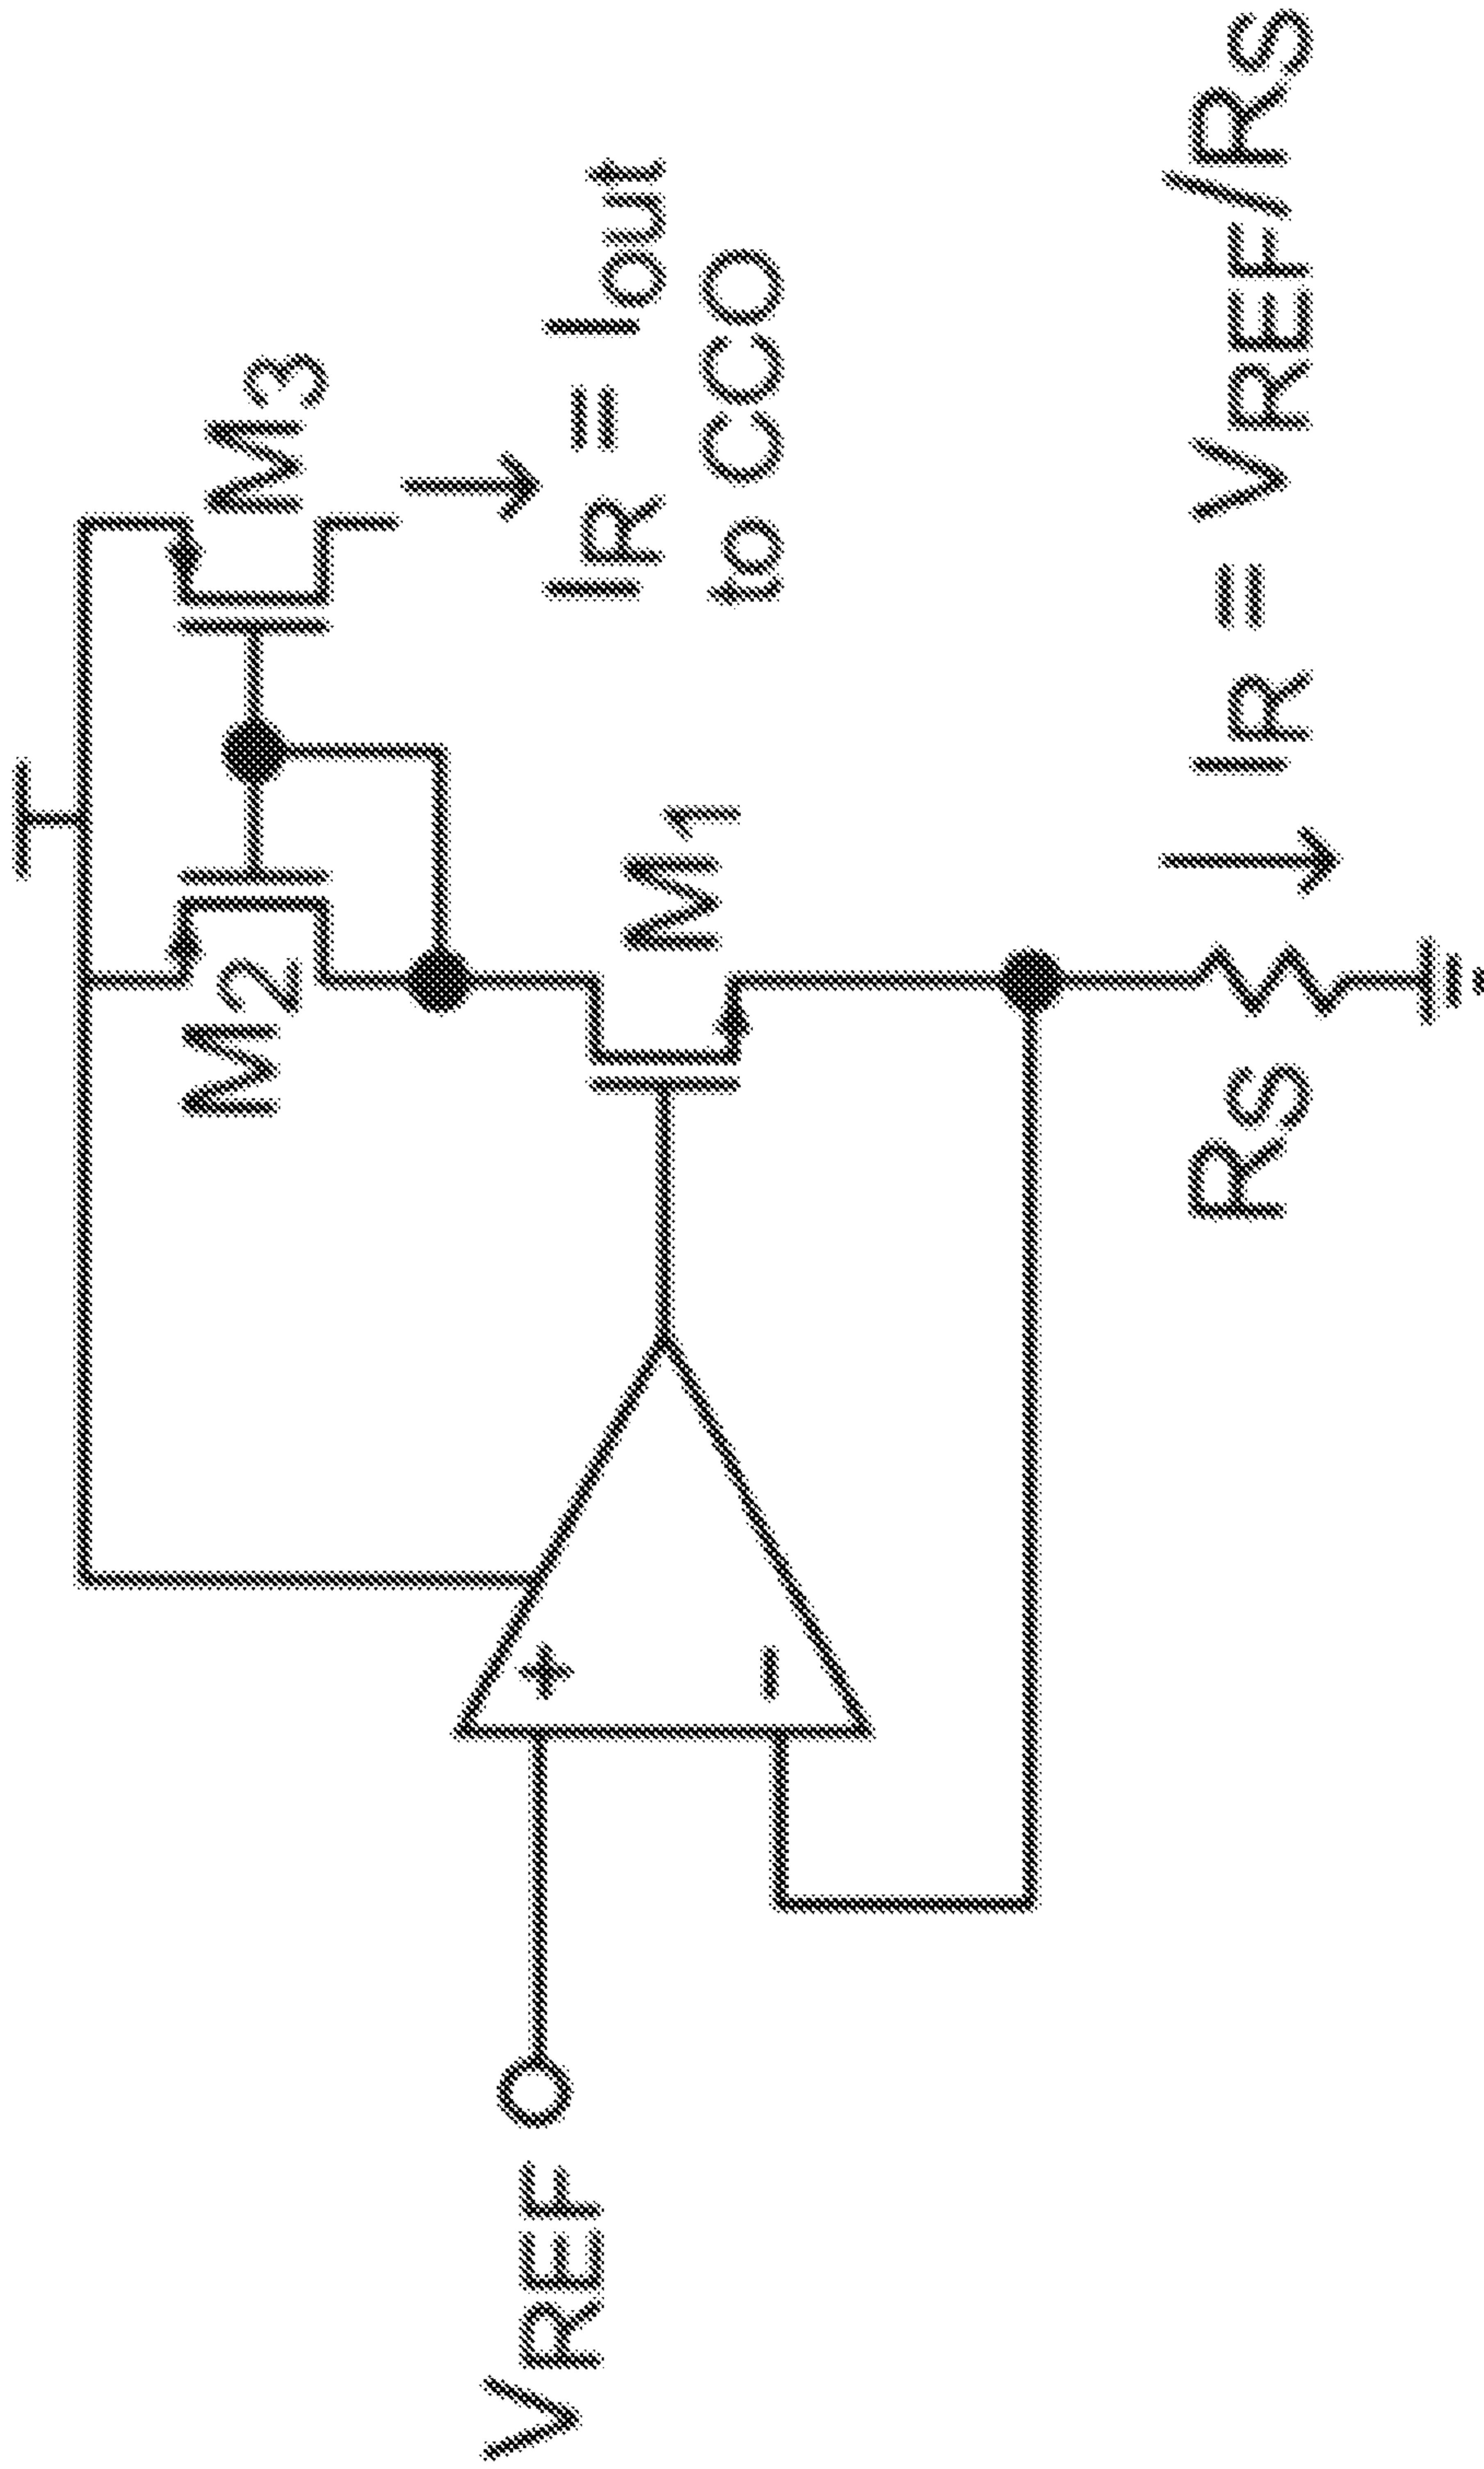 VREF
+
−
M2
M3
M1
IR = Iout
to CCO
RS
IR = VREF/RS